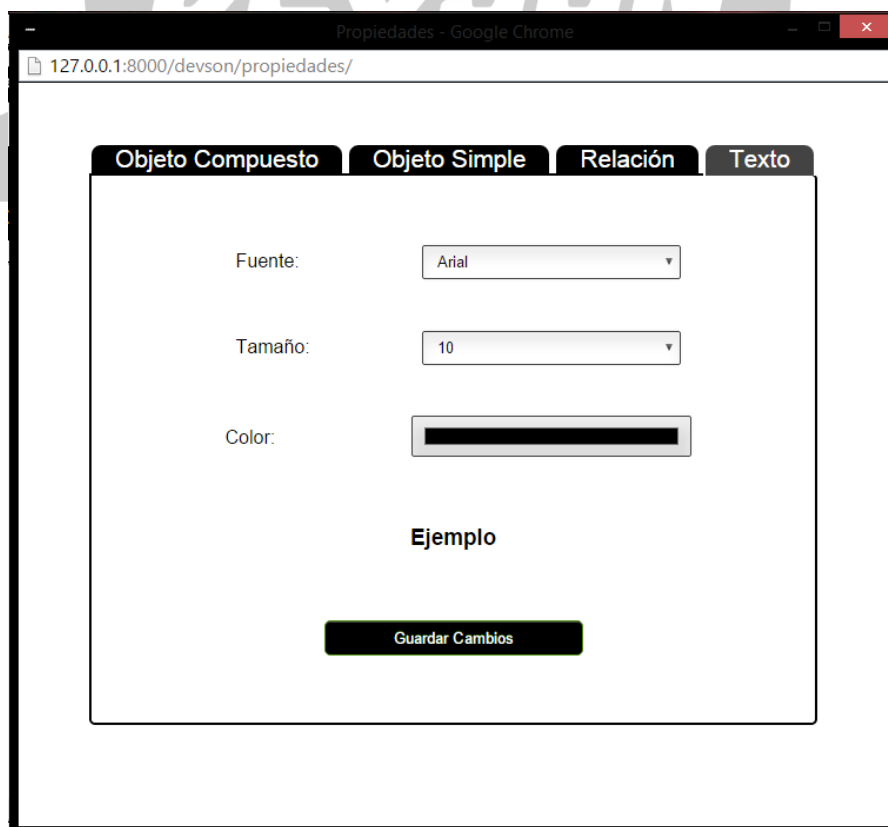 Propiedades - Google Chrome
127.0.0.1:8000/devson/propiedades/
Objeto Compuesto Objeto Simple Relación Texto
Fuente: Arial
Tamaño: 10
Color:
Ejemplo
Guardar Cambios